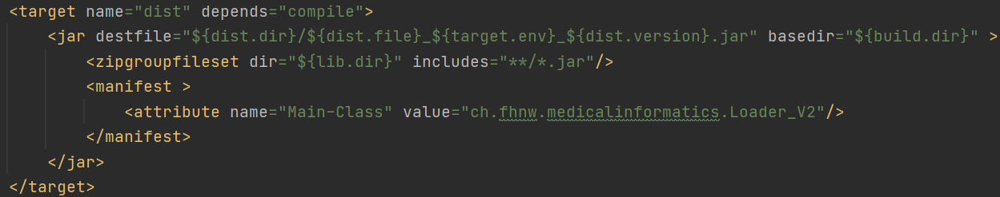 <target name="dist" depends="compile">
<jar destfile="${dist.dir}/${dist.file}_${target.env}_${dist.version}.jar" basedir="${build.dir}" >
<zipgroupfileset dir="${lib.dir}" includes="**/*.jar"/>
<manifest >
<attribute name="Main-Class" value="ch.fhnw.medicalinformatics.Loader_V2"/>
</manifest>
</jar>
</target>